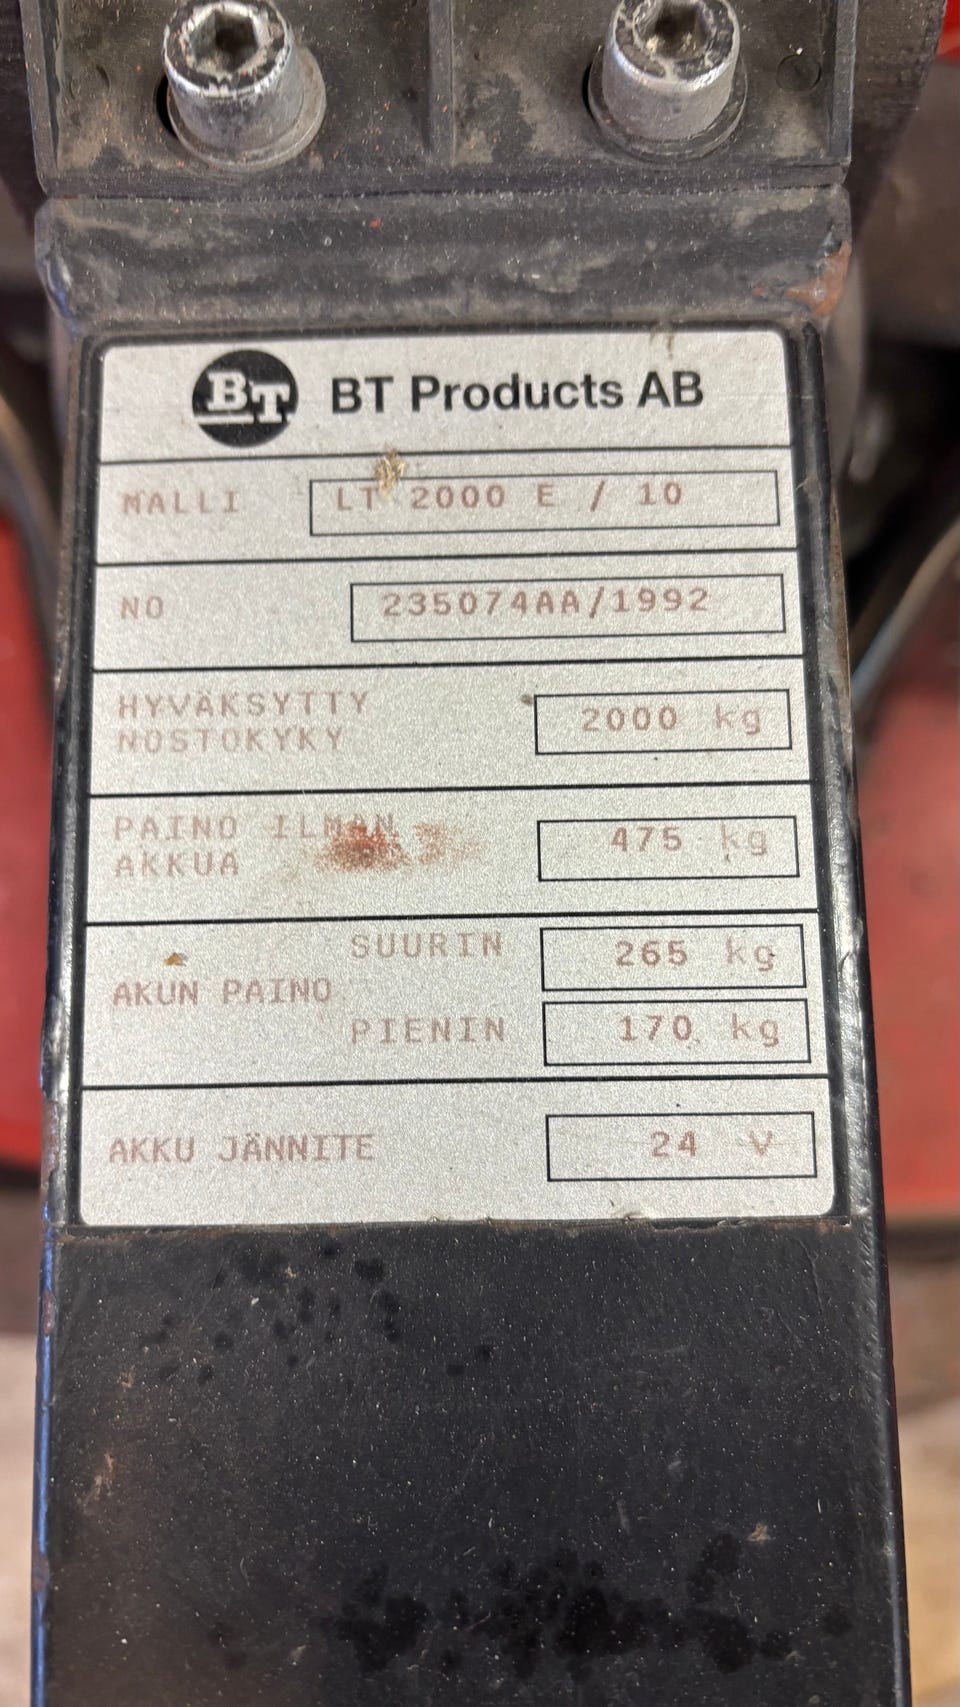 BT BT Products AB
MALLI LT 2000 E / 10
NO 235074AA/1992
HYVÄKSYTTY
NOSTOKYKY 2000 kg
PAINO ILMAN
AKKUA 475 kg
SUURIN 265 kg
AKUN PAINO
PIENIN 170 kg
AKKU JÄNNITE 24 V